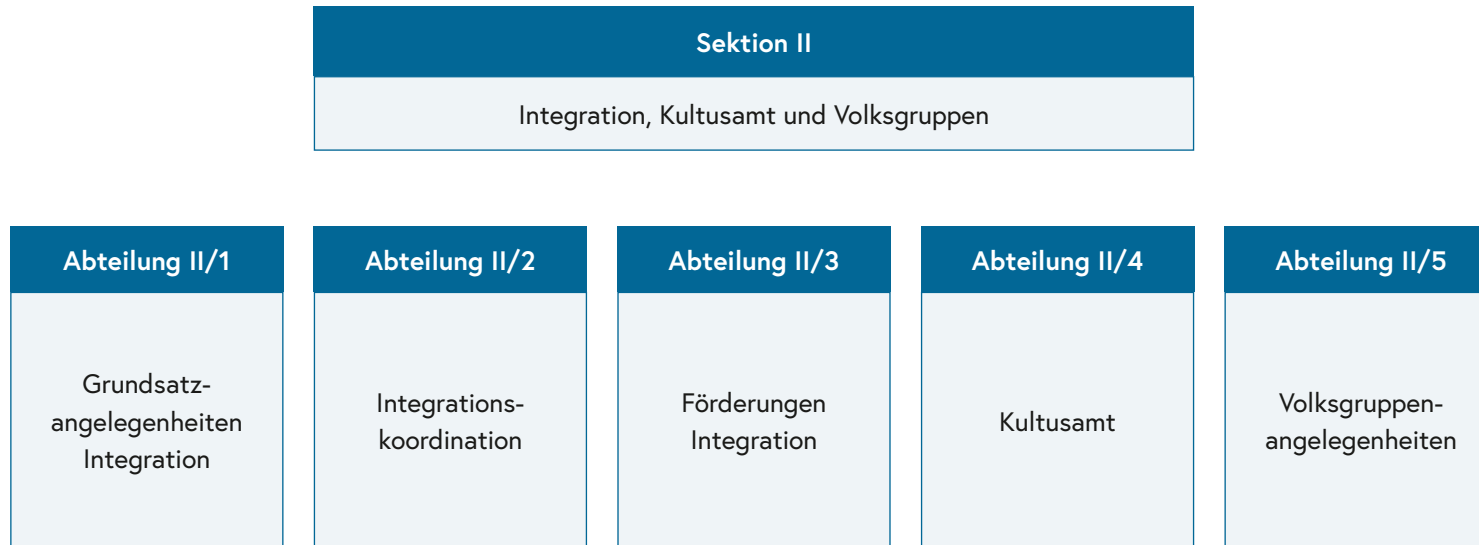 Sektion II
Integration, Kultusamt und Volksgruppen
Abteilung II/1
Grundsatz-
angelegenheiten
Integration
Abteilung II/2
Integrations-
koordination
Abteilung II/3
Förderungen
Integration
Abteilung II/4
Kultusamt
Abteilung II/5
Volksgruppen-
angelegenheiten